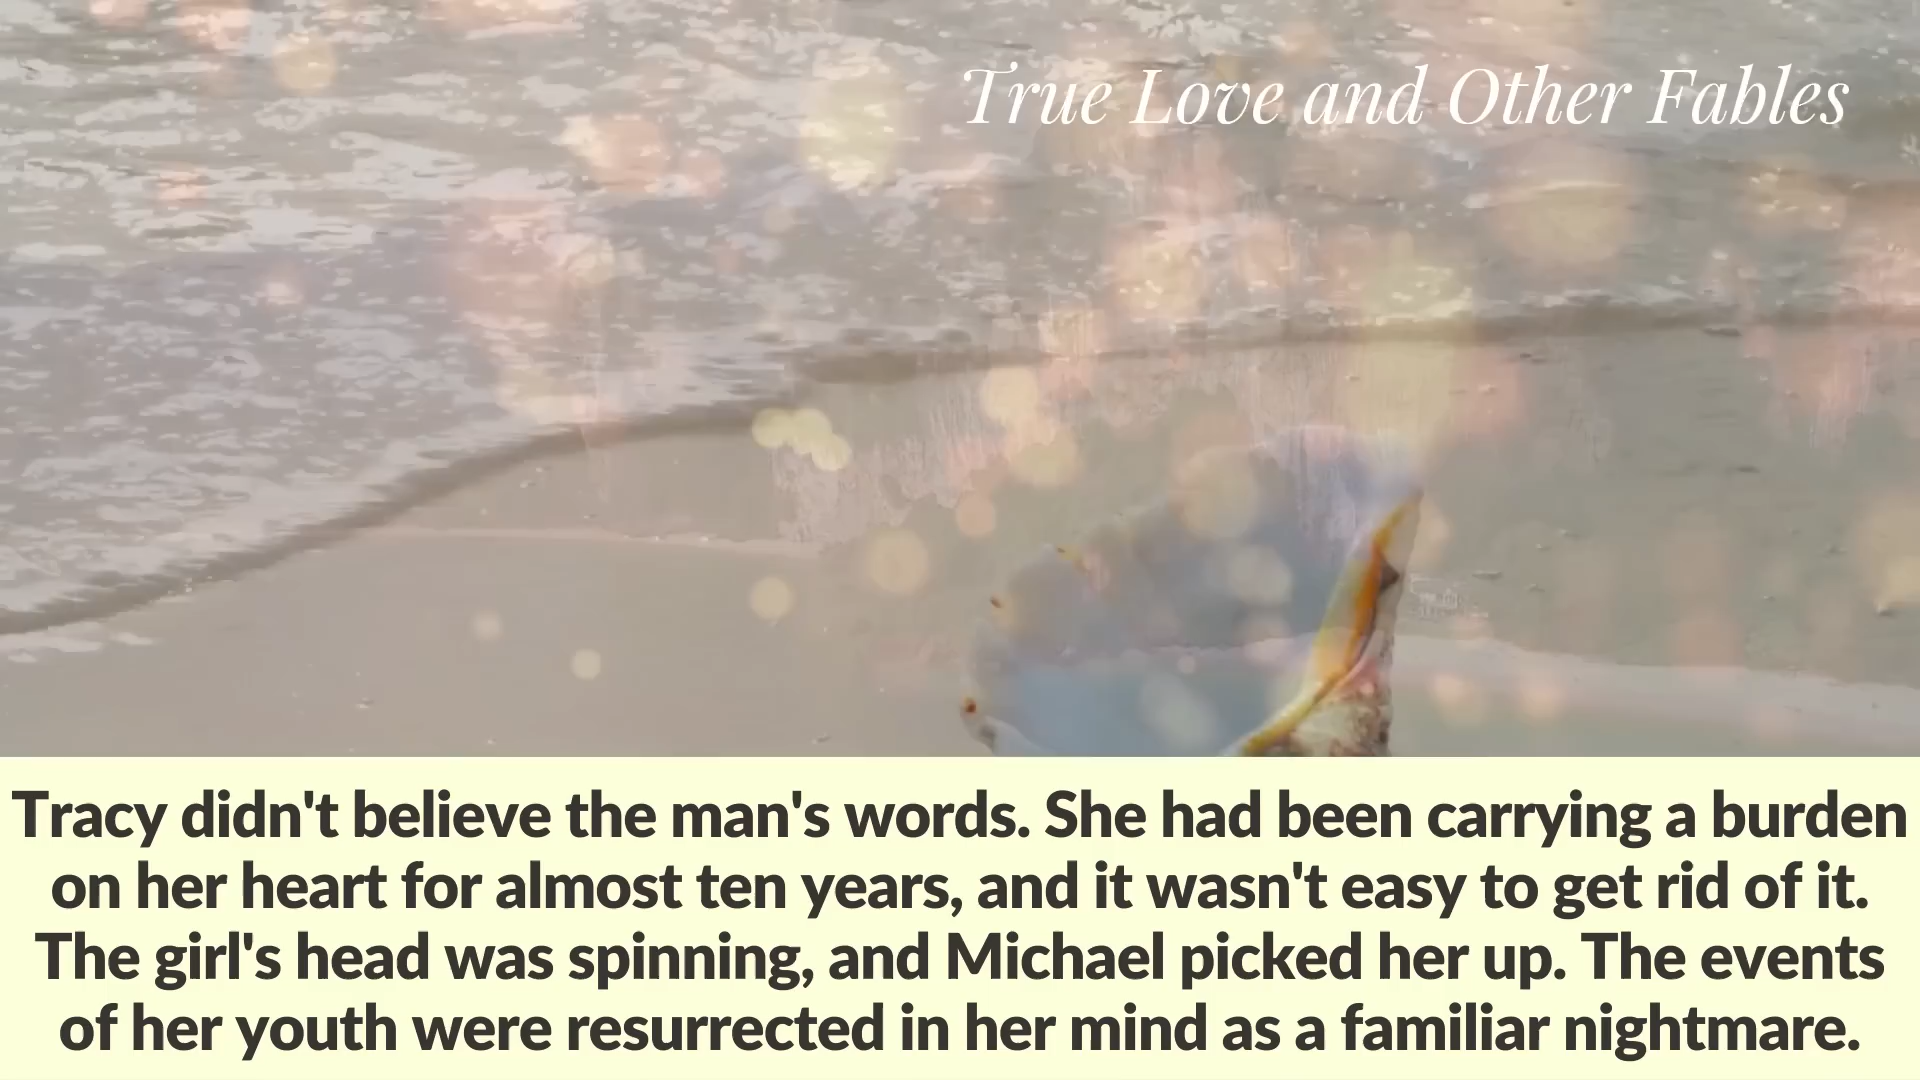 True Love and Other Fables
Tracy didn't believe the man's words. She had been carrying a burden
on her heart for almost ten years, and it wasn't easy to get rid of it.
The girl's head was spinning, and Michael picked her up. The events
of her youth were resurrected in her mind as a familiar nightmare.